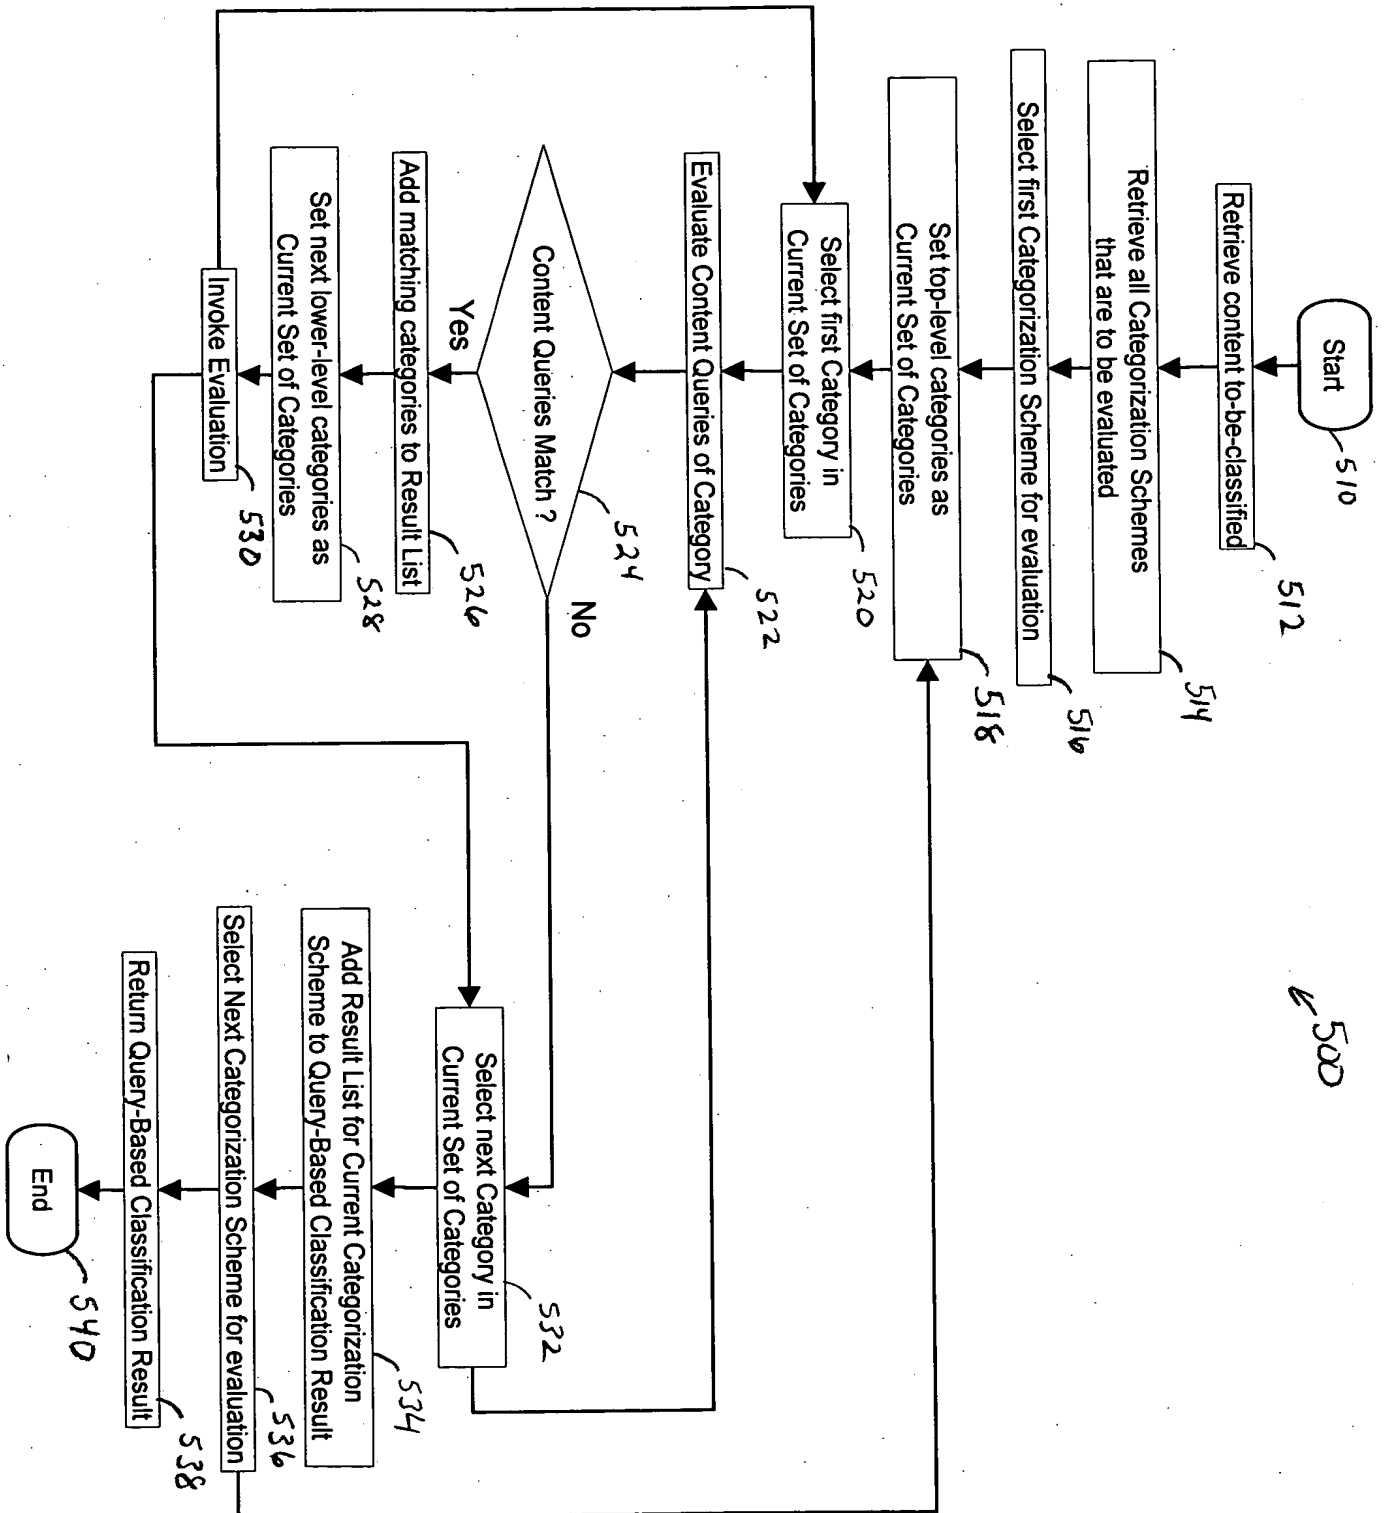 Start
510
Retrieve content to-be-classified
512
Retrieve all Categorization Schemes
that are to be evaluated
514
Select first Categorization Scheme for evaluation
516
Set top-level categories as
Current Set of Categories
518
Select first Category in
Current Set of Categories
520
Evaluate Content Queries of Category
522
Content Queries Match ?
524
Yes
No
Add matching categories to Result List
526
Set next lower-level categories as
Current Set of Categories
528
Invoke Evaluation
530
Select next Category in
Current Set of Categories
532
Add Result List for Current Categorization
Scheme to Query-Based Classification Result
534
Select Next Categorization Scheme for evaluation
536
Return Query-Based Classification Result
538
End
540
500